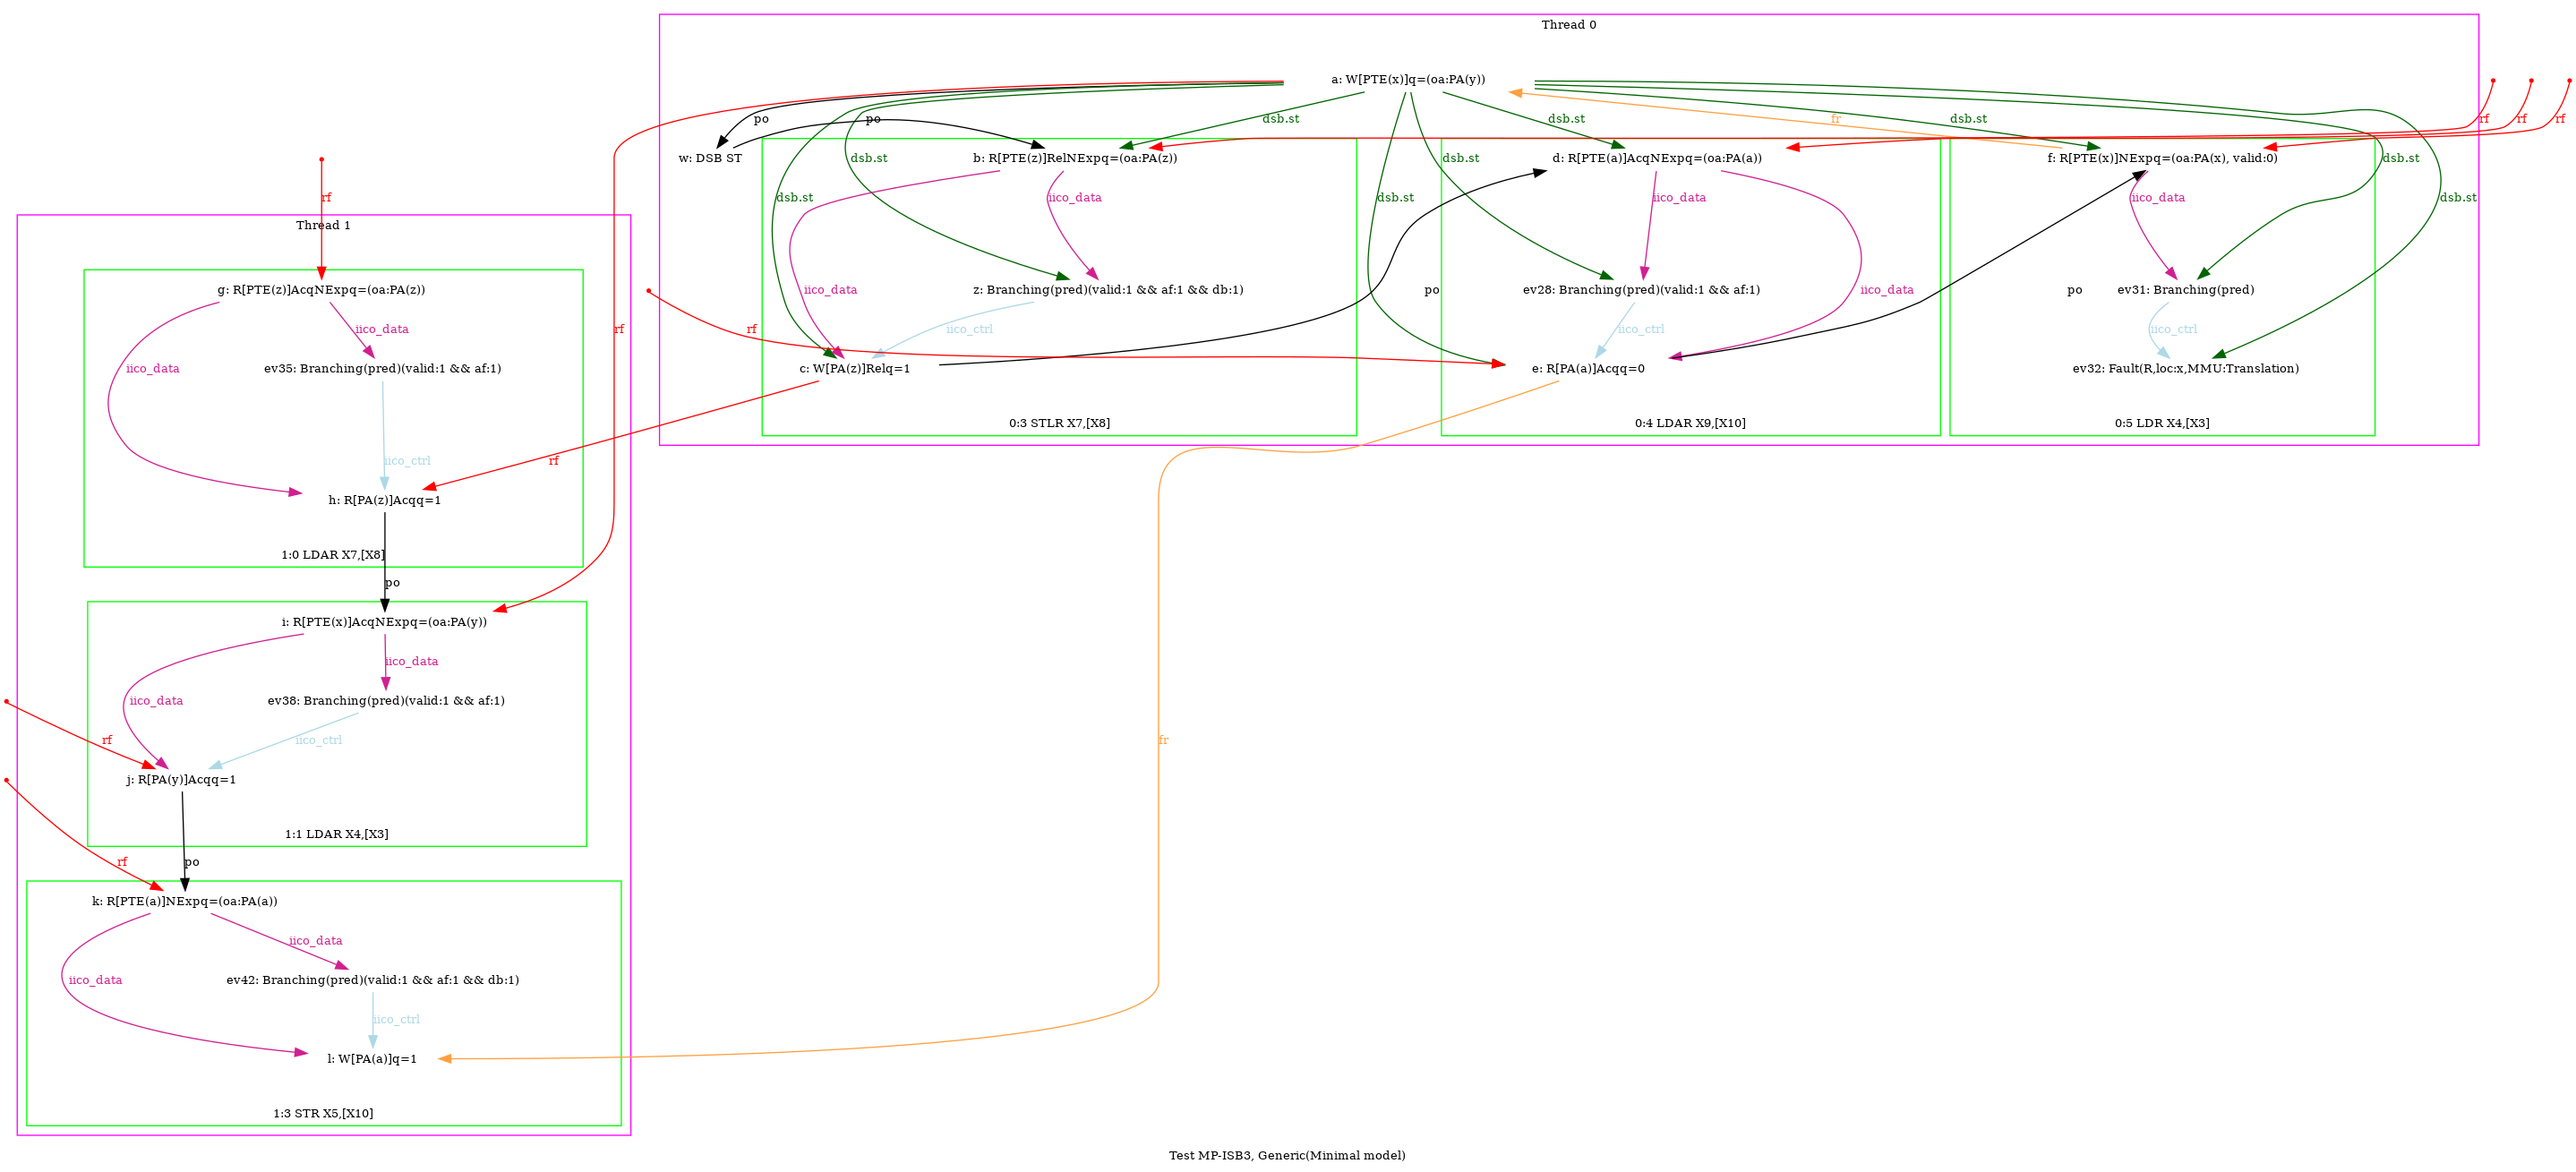 Thread 0
a: W[PTE(x)]q=(oa:PA(y))
po
po
dsb.st
dsb.st
fr
dsb.st
rf
rf
rf
w: DSB ST
b: R[PTE(z)]RelNExpq=(oa:PA(z))
dsb.st
dsb.st
d: R[PTE(a)]AcqNExpq=(oa:PA(a))
f: R[PTE(x)]NExpq=(oa:PA(x), valid:0)
dsb.st
rf
dsb.st
iico_data
dsb.st
iico_data
iico_data
dsb.st
Thread 1
g: R[PTE(z)]AcqNExpq=(oa:PA(z))
iico_data
z: Branching(pred)(valid:1 && af:1 && db:1)
po
ev28: Branching(pred)(valid:1 && af:1)
iico_data
po
ev31: Branching(pred)
iico_data
rf
rf
iico_ctrl
iico_ctrl
iico_ctrl
iico_data
ev35: Branching(pred)(valid:1 && af:1)
c: W[PA(z)]Relq=1
e: R[PA(a)]Acqq=0
ev32: Fault(R,loc:x,MMU:Translation)
0:3 STLR X7,[X8]
0:4 LDAR X9,[X10]
0:5 LDR X4,[X3]
iico_ctrl
rf
h: R[PA(z)]Acqq=1
1:0 LDAR X7,[X8]
po
i: R[PTE(x)]AcqNExpq=(oa:PA(y))
iico_data
iico_data
ev38: Branching(pred)(valid:1 && af:1)
rf
iico_ctrl
fr
j: R[PA(y)]Acqq=1
1:1 LDAR X4,[X3]
rf
po
k: R[PTE(a)]NExpq=(oa:PA(a))
iico_data
iico_data
ev42: Branching(pred)(valid:1 && af:1 && db:1)
iico_ctrl
l: W[PA(a)]q=1
1:3 STR X5,[X10]
Test MP-ISB3, Generic(Minimal model)